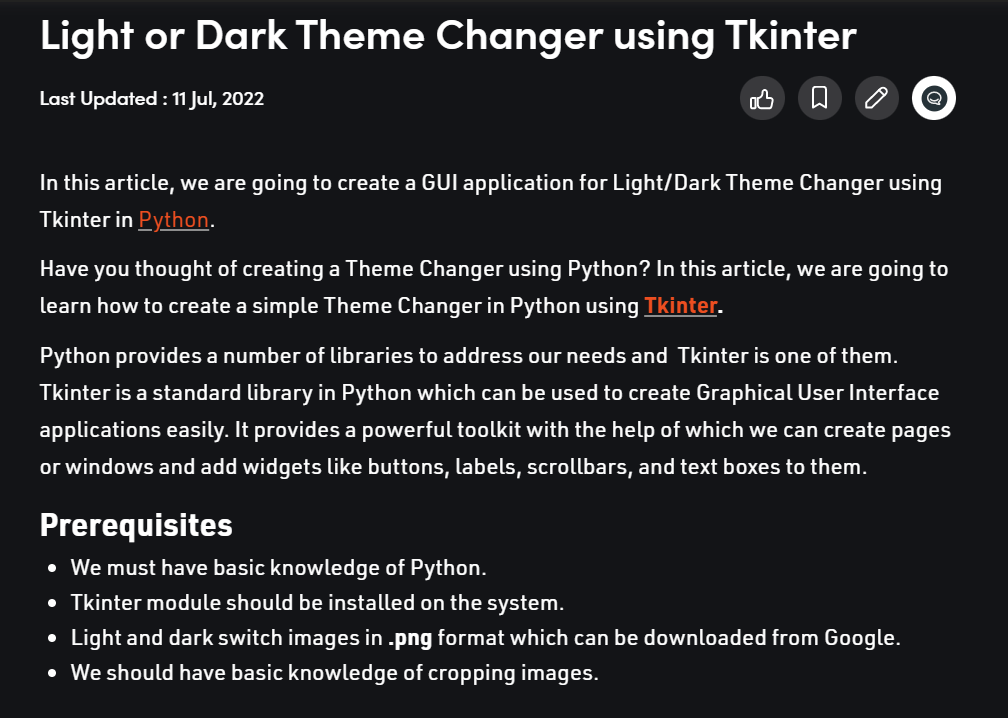 Light or Dark Theme Changer using Tkinter
Last Updated : 11 Jul, 2022
In this article, we are going to create a GUI application for Light/Dark Theme Changer using
Tkinter in Python.
Have you thought of creating a Theme Changer using Python? In this article, we are going to
learn how to create a simple Theme Changer in Python using Tkinter.
Python provides a number of libraries to address our needs and  Tkinter is one of them.
Tkinter is a standard library in Python which can be used to create Graphical User Interface
applications easily. It provides a powerful toolkit with the help of which we can create pages
or windows and add widgets like buttons, labels, scrollbars, and text boxes to them.
Prerequisites
• We must have basic knowledge of Python.
• Tkinter module should be installed on the system.
• Light and dark switch images in .png format which can be downloaded from Google.
• We should have basic knowledge of cropping images.